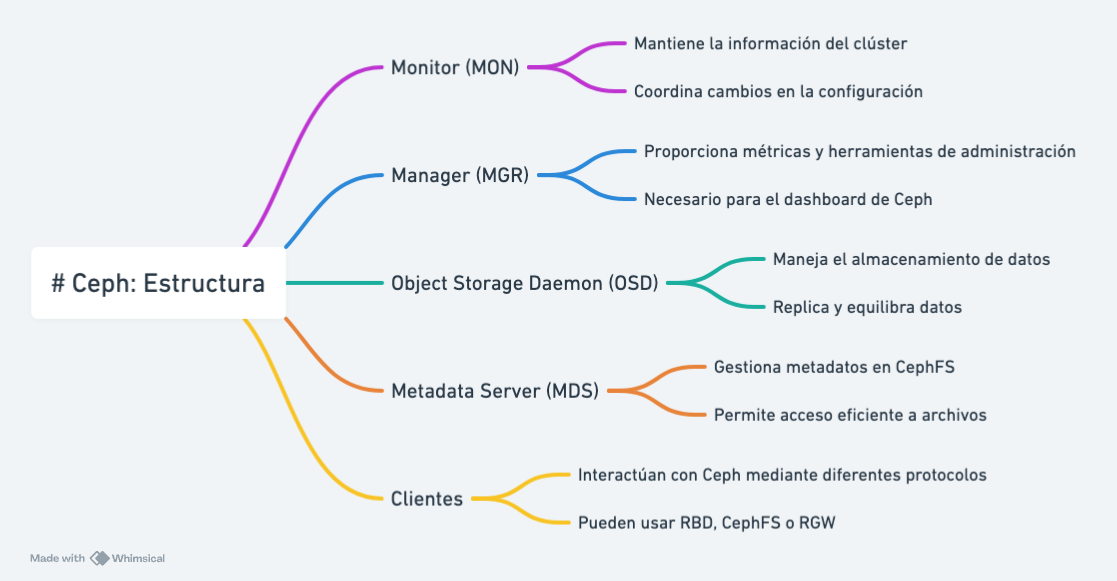 # Ceph: Estructura
Monitor (MON)
Mantiene la información del clúster
Coordina cambios en la configuración
Manager (MGR)
Proporciona métricas y herramientas de administración
Necesario para el dashboard de Ceph
Object Storage Daemon (OSD)
Maneja el almacenamiento de datos
Replica y equilibra datos
Metadata Server (MDS)
Gestiona metadatos en CephFS
Permite acceso eficiente a archivos
Clientes
Interactúan con Ceph mediante diferentes protocolos
Pueden usar RBD, CephFS o RGW
Made with Whimsical